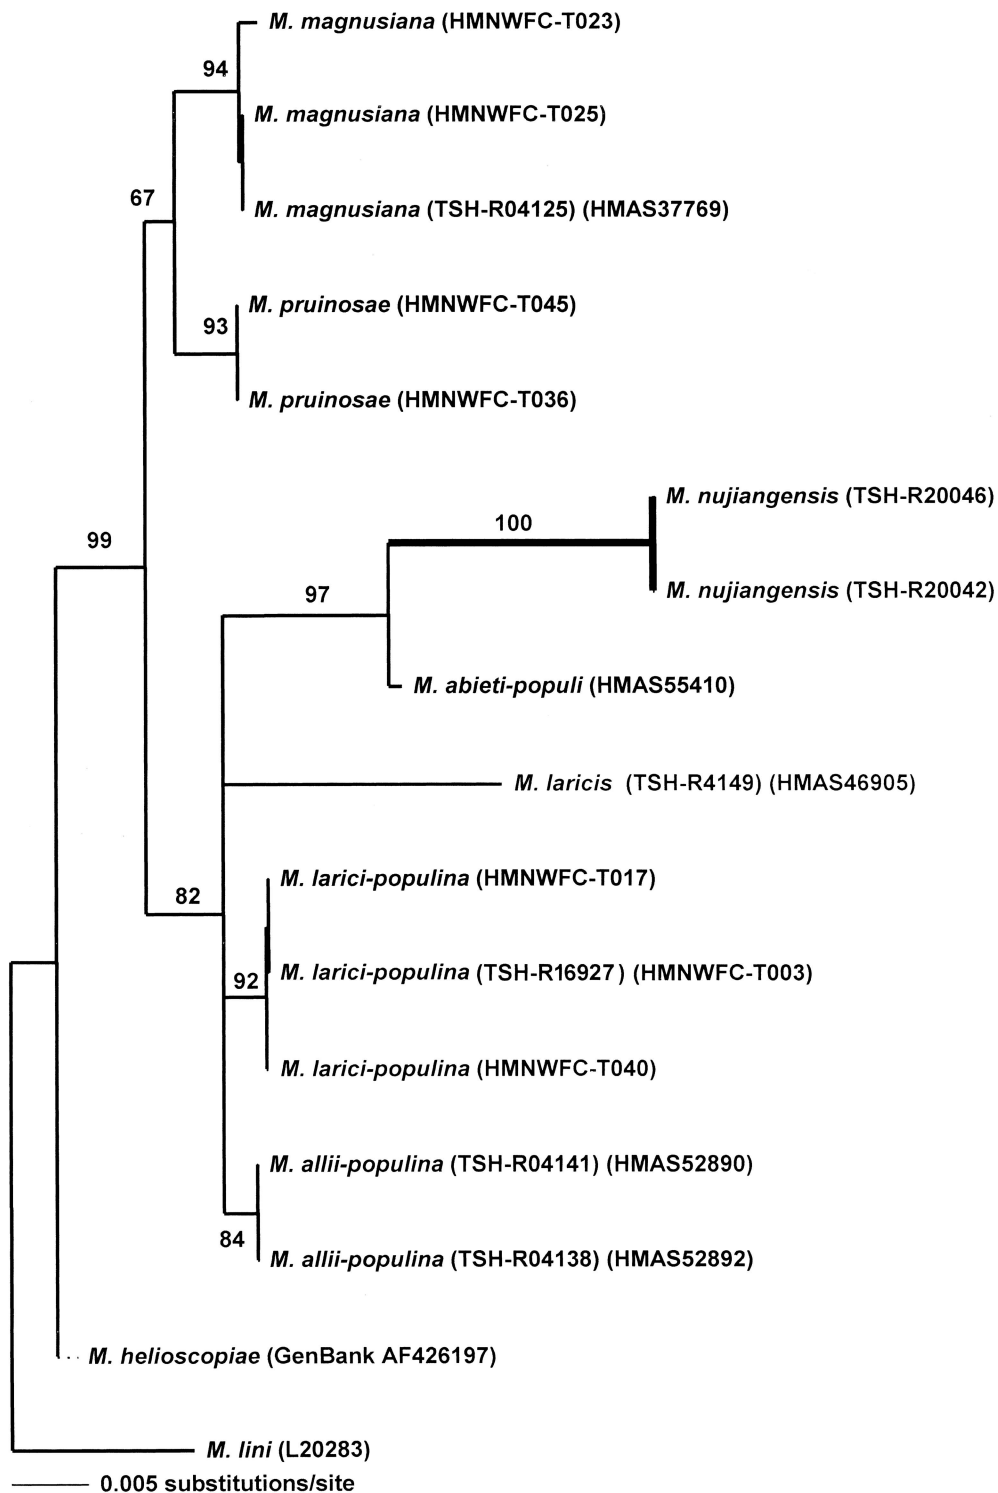 M. magnusiana (HMNWFC-T023)
94
M. magnusiana (HMNWFC-T025)
67
M. magnusiana (TSH-R04125) (HMAS37769)
M. pruinosae (HMNWFC-T045)
93
M. pruinosae (HMNWFC-T036)
M. nujiangensis (TSH-R20046)
100
99
M. nujiangensis (TSH-R20042)
97
M. abieti-populi (HMAS55410)
M. laricis (TSH-R4149) (HMAS46905)
M. larici-populina (HMNWFC-T017)
82
M. larici-populina (TSH-R16927) (HMNWFC-T003)
92
M. larici-populina (HMNWFC-T040)
M. allii-populina (TSH-R04141) (HMAS52890)
84
M. allii-populina (TSH-R04138) (HMAS52892)
M. helioscopiae (GenBank AF426197)
M. lini (L20283)
0.005 substitutions/site